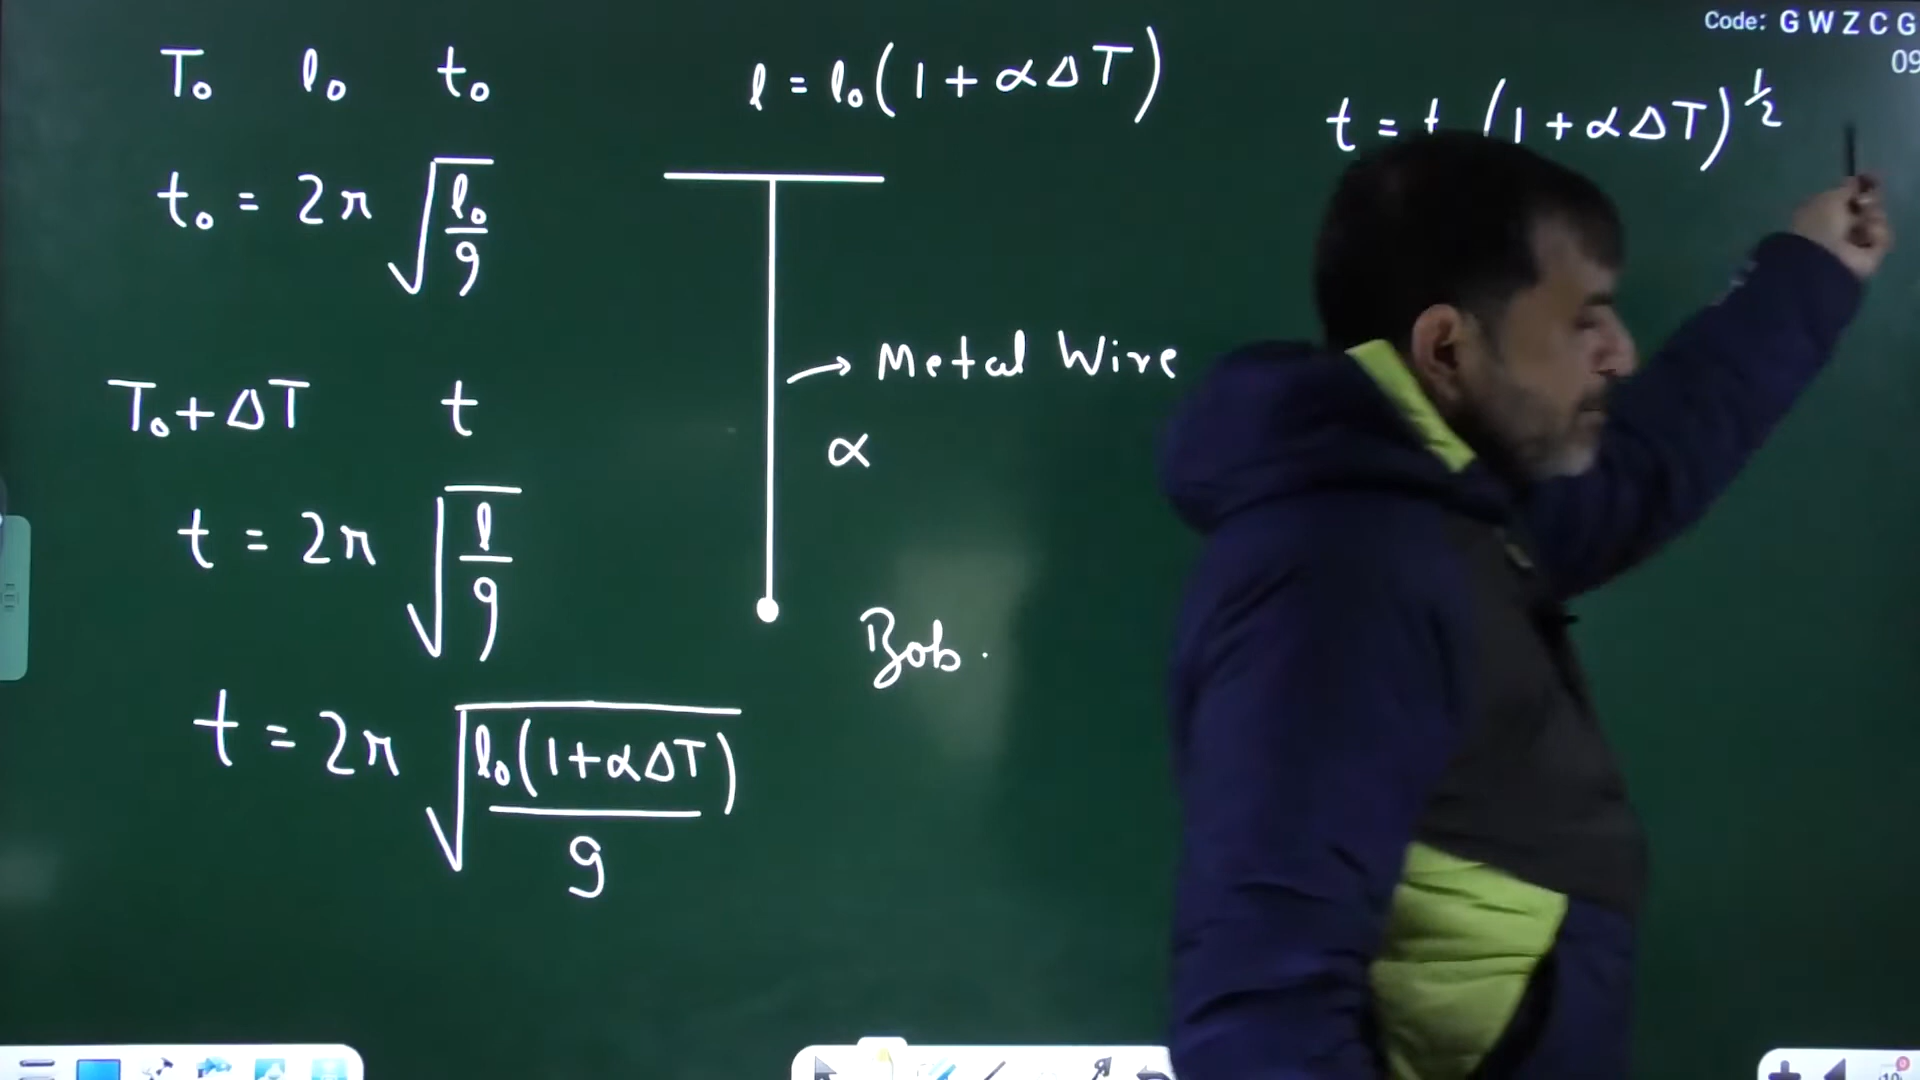 T₀ l₀ t₀
t₀ = 2π √(l₀/g)
T₀+ΔT t
t = 2π √(l/g)
t = 2π √(l₀(1+αΔT)/g)
l = l₀(1+αΔT)
→ Metal Wire
α
Bob.
Code: G W Z C G
09
t = t (1+αΔT)^½